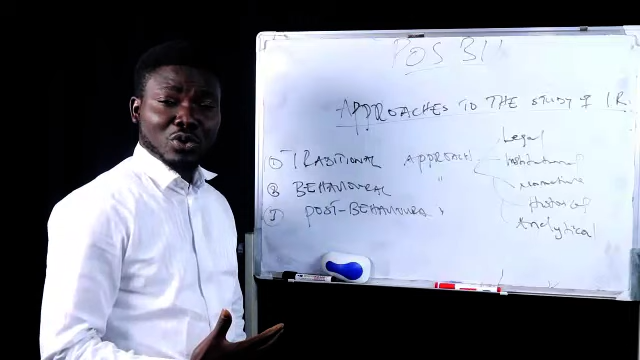 POS 311
APPROACHES TO THE STUDY OF I.R.
① TRADITIONAL APPROACH
Legal
Institutional
Normative
Historical
Analytical
② BEHAVIOURAL "
③ POST-BEHAVIOURAL "